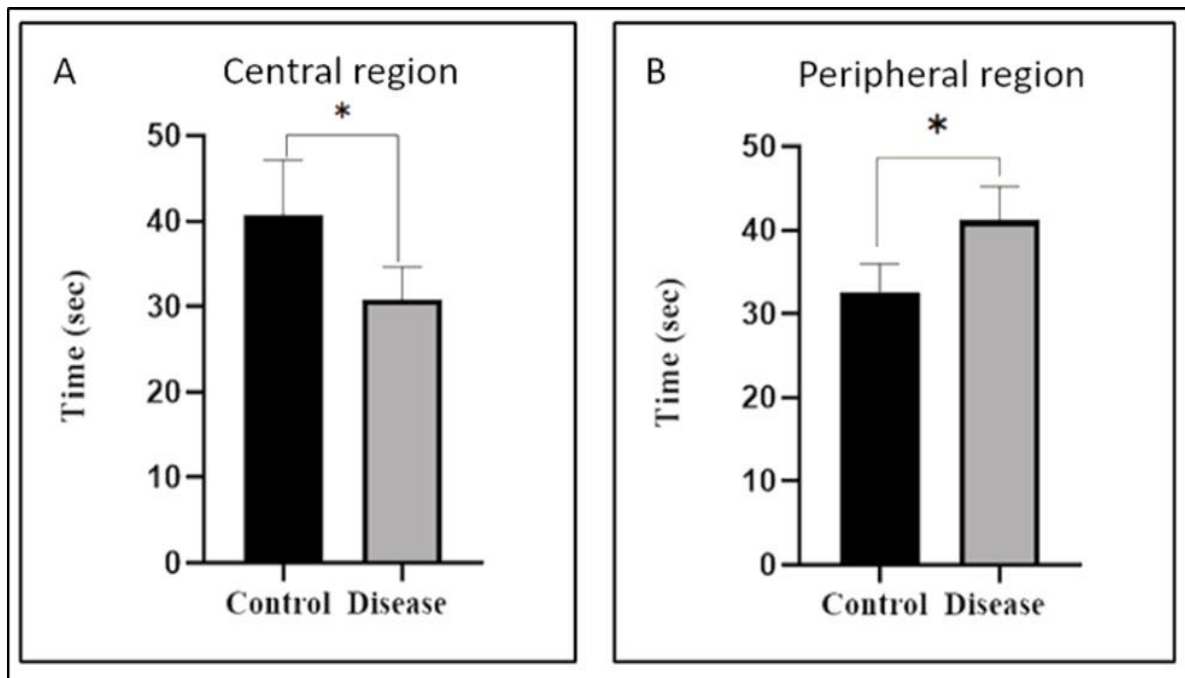 A
Central region
*
50
40
30
20
10
0
Time (sec)
Control Disease
B
Peripheral region
*
50
40
30
20
10
0
Time (sec)
Control Disease